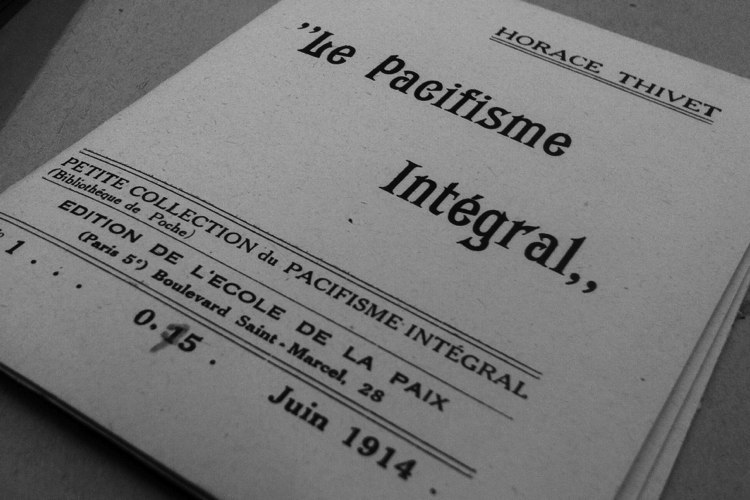 HORACE THIVET
"Le pacifisme
Intégral,,
PETITE COLLECTION du PACIFISME INTÉGRAL
(Bibliothéque de Poche)
EDITION DE L'ECOLE DE LA PAIX
(Paris 5ᵉ) Boulevard Saint-Marcel, 28
1 . . . .
0.15 .
Juin 1914 .